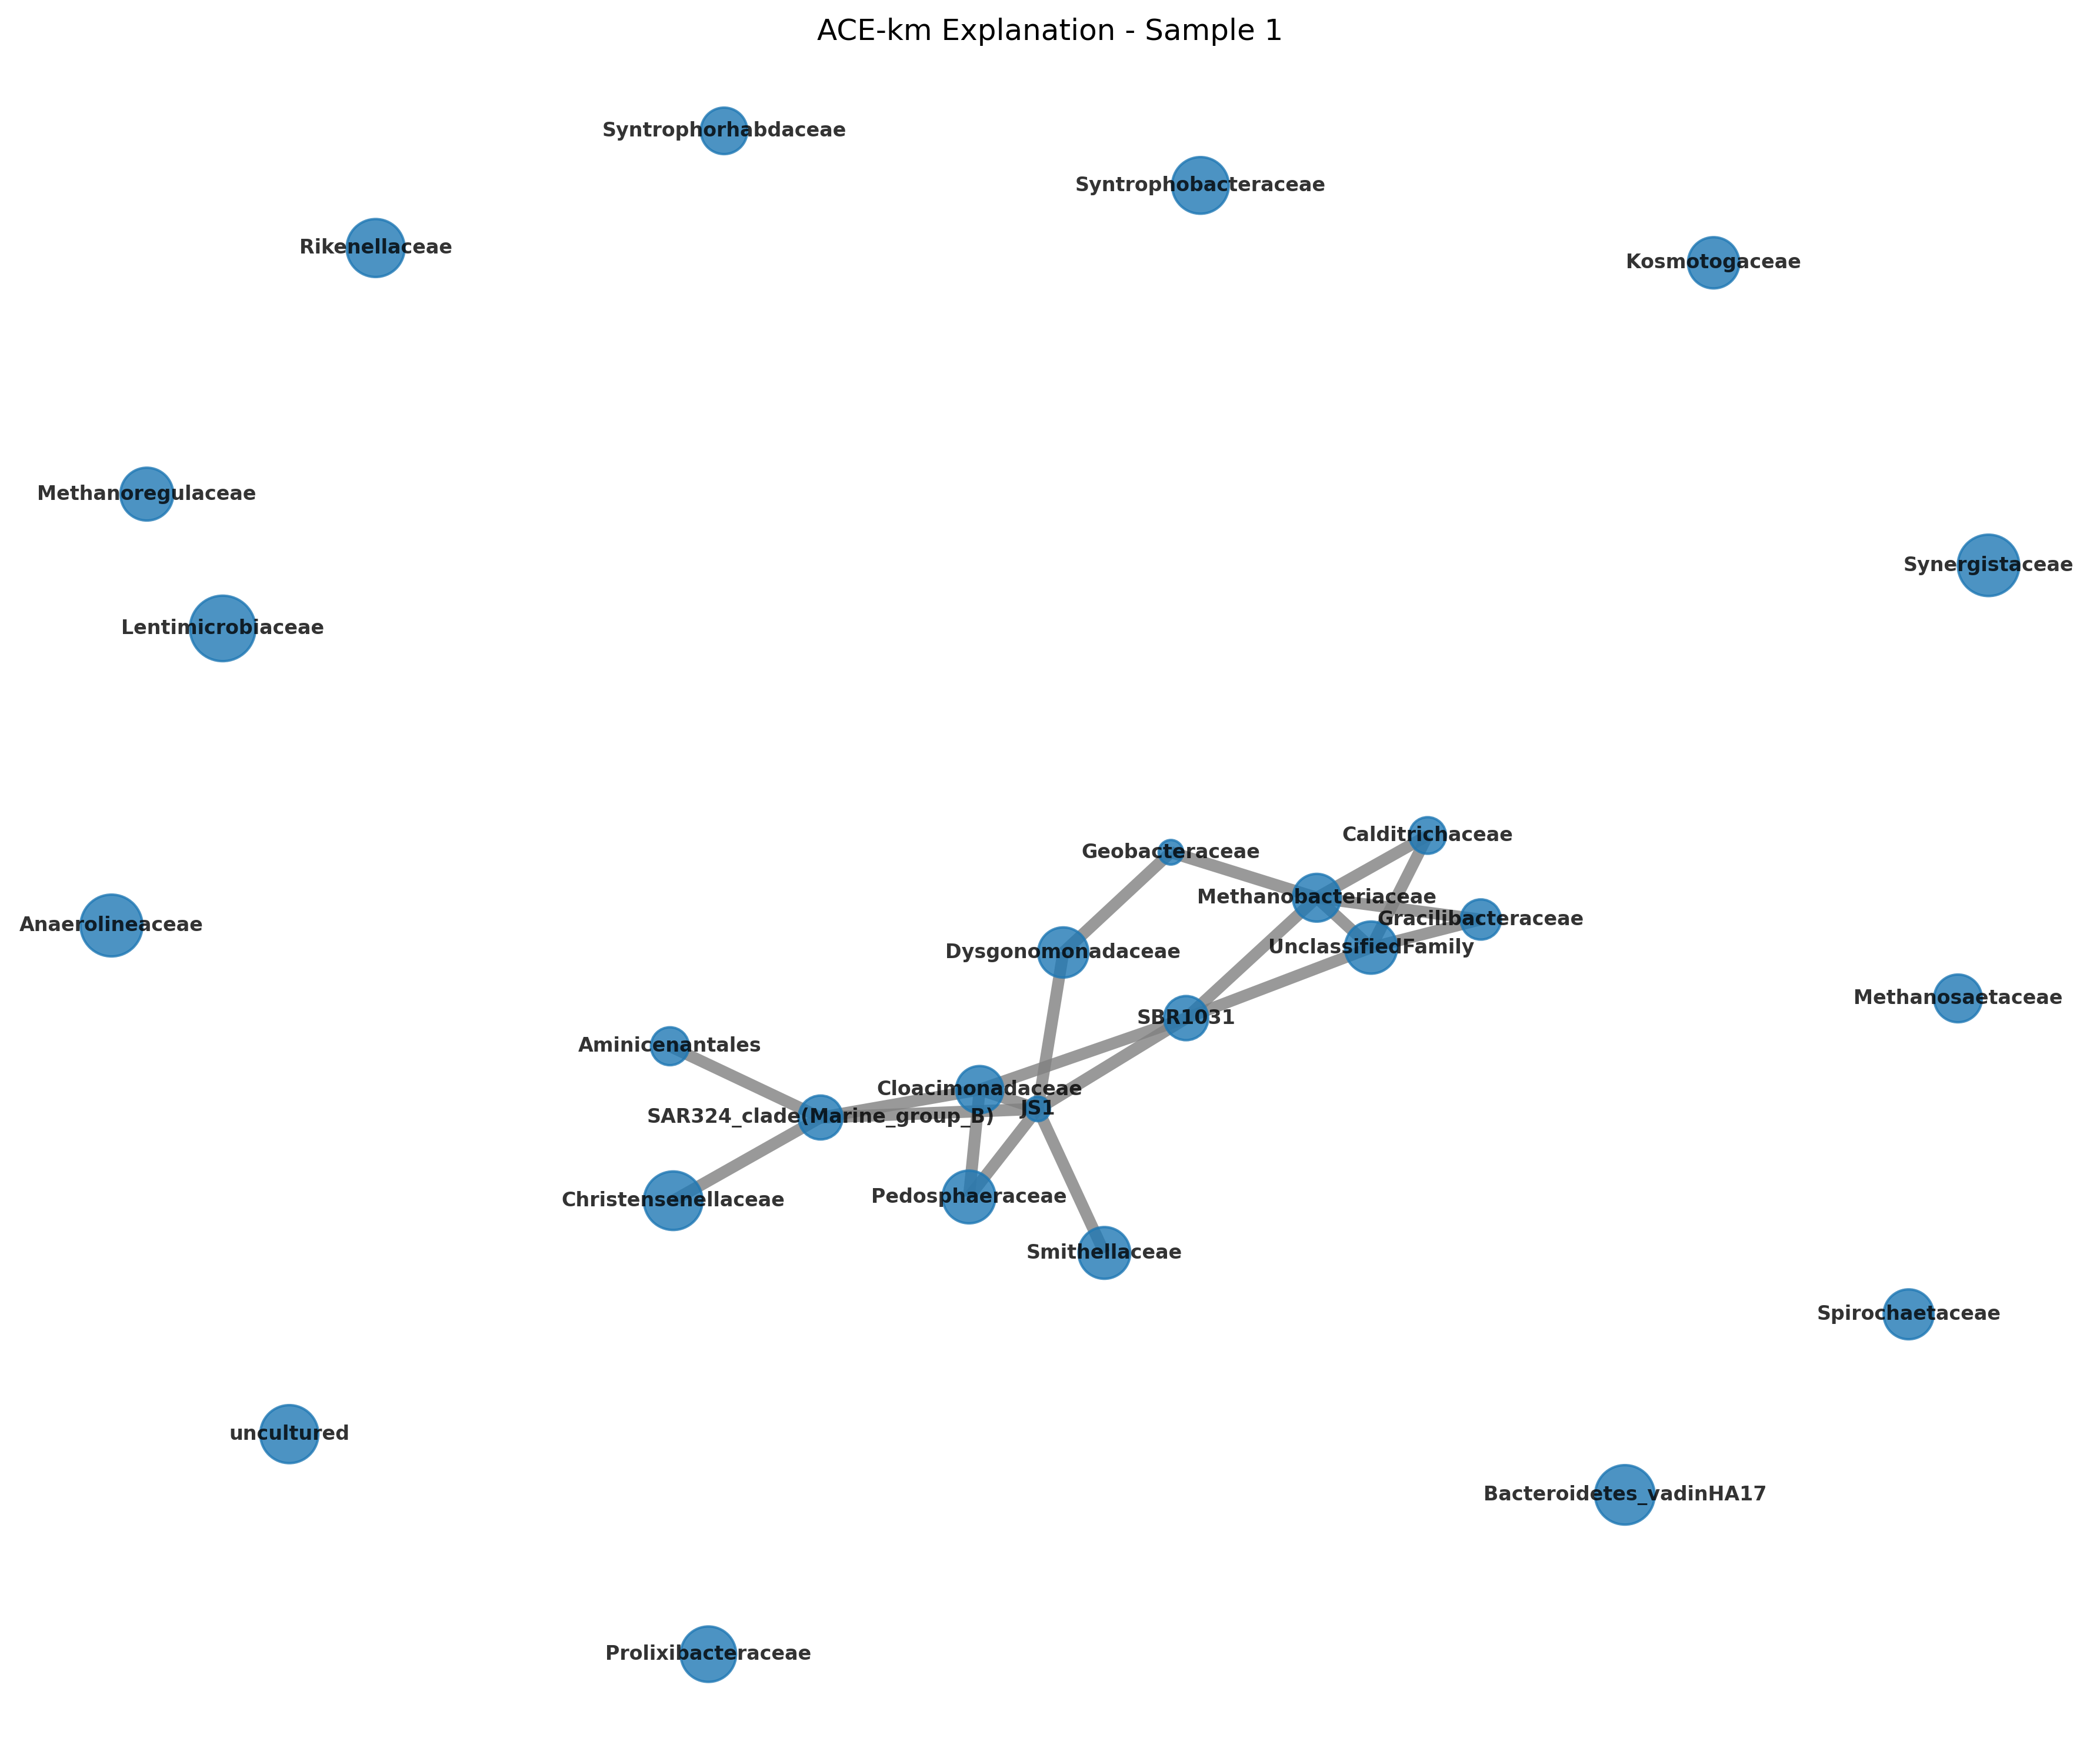 ACE-km Explanation - Sample 1
Syntrophorhabdaceae
Syntrophobacteraceae
Rikenellaceae
Kosmotogaceae
Methanoregulaceae
Synergistaceae
Lentimicrobiaceae
Calditrichaceae
Geobacteraceae
Methanobacteriaceae
Gracilibacteraceae
Anaerolineaceae
UnclassifiedFamily
Dysgonomonadaceae
Methanosaetaceae
SBR1031
Aminicenantales
Cloacimonadaceae
JS1
SAR324_clade(Marine_group_B)
Pedosphaeraceae
Christensenellaceae
Smithellaceae
Spirochaetaceae
uncultured
Bacteroidetes_vadinHA17
Prolixibacteraceae